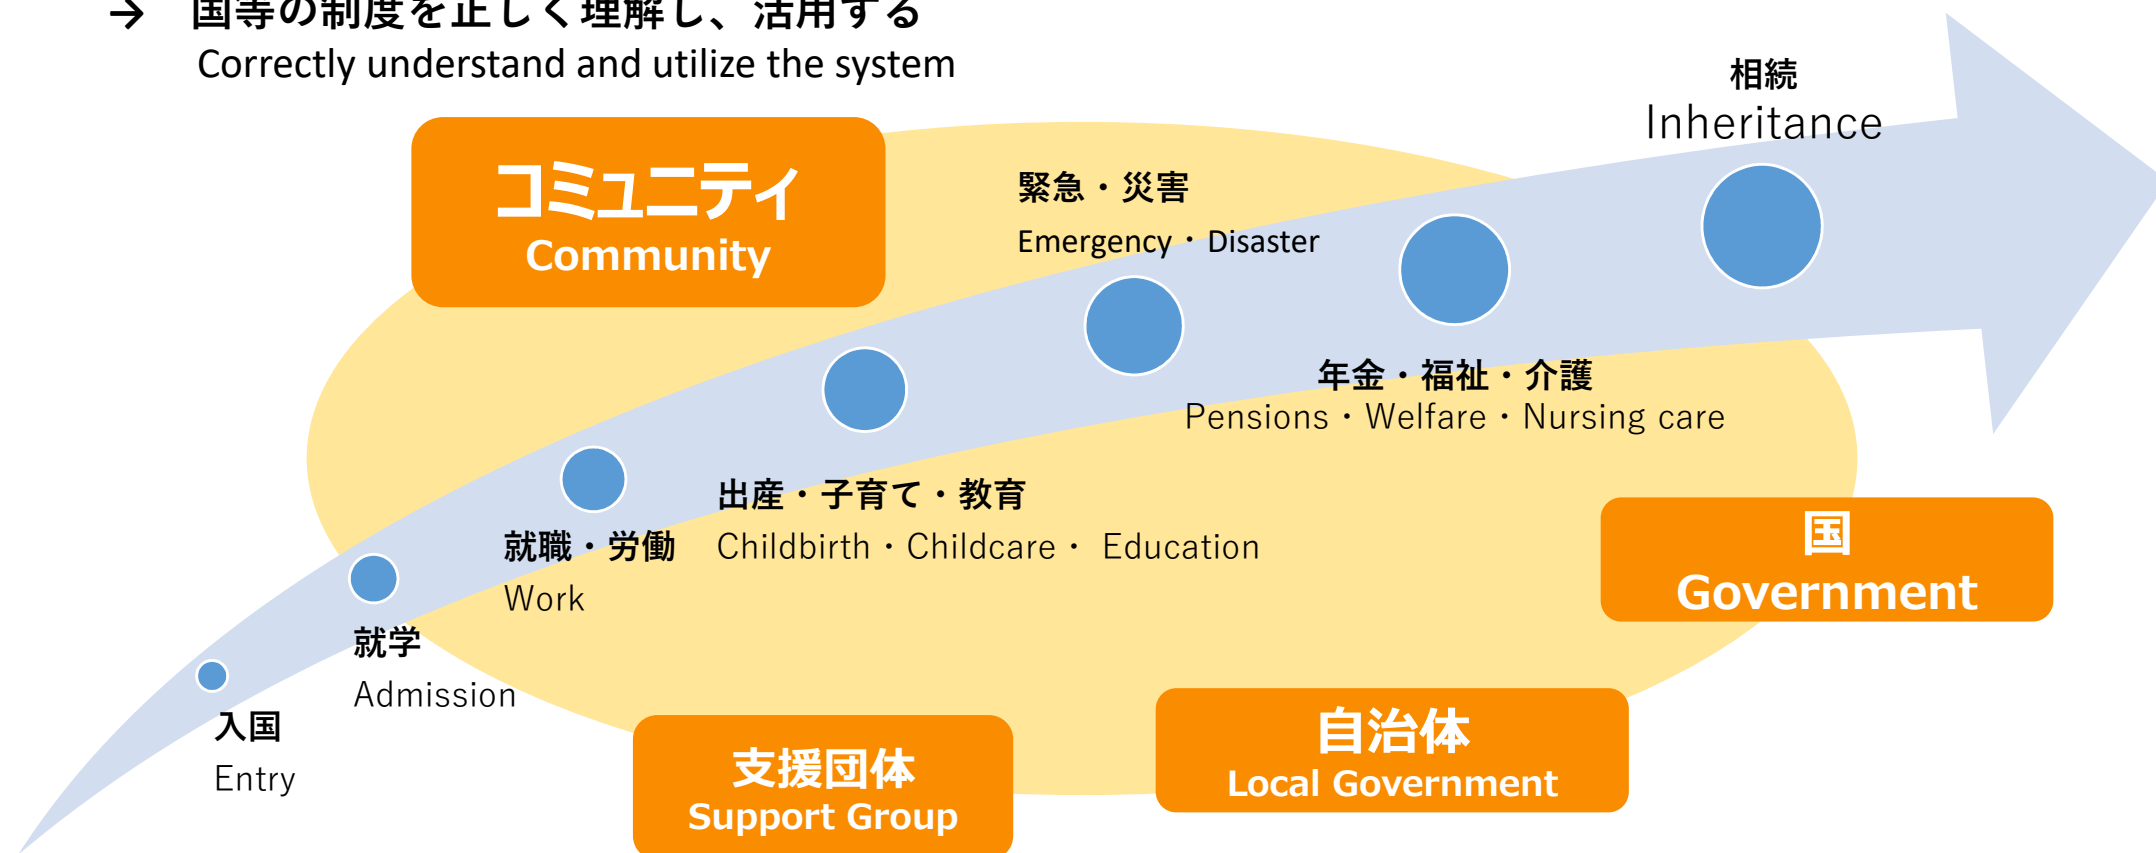 → 国等の制度を正しく理解し、活用する
Correctly understand and utilize the system
相続
Inheritance
コミュニティ
Community
緊急・災害
Emergency・Disaster
年金・福祉・介護
Pensions・Welfare・Nursing care
出産・子育て・教育
Childbirth・Childcare・ Education
就職・労働
Work
国
Government
就学
Admission
入国
Entry
自治体
Local Government
支援団体
Support Group